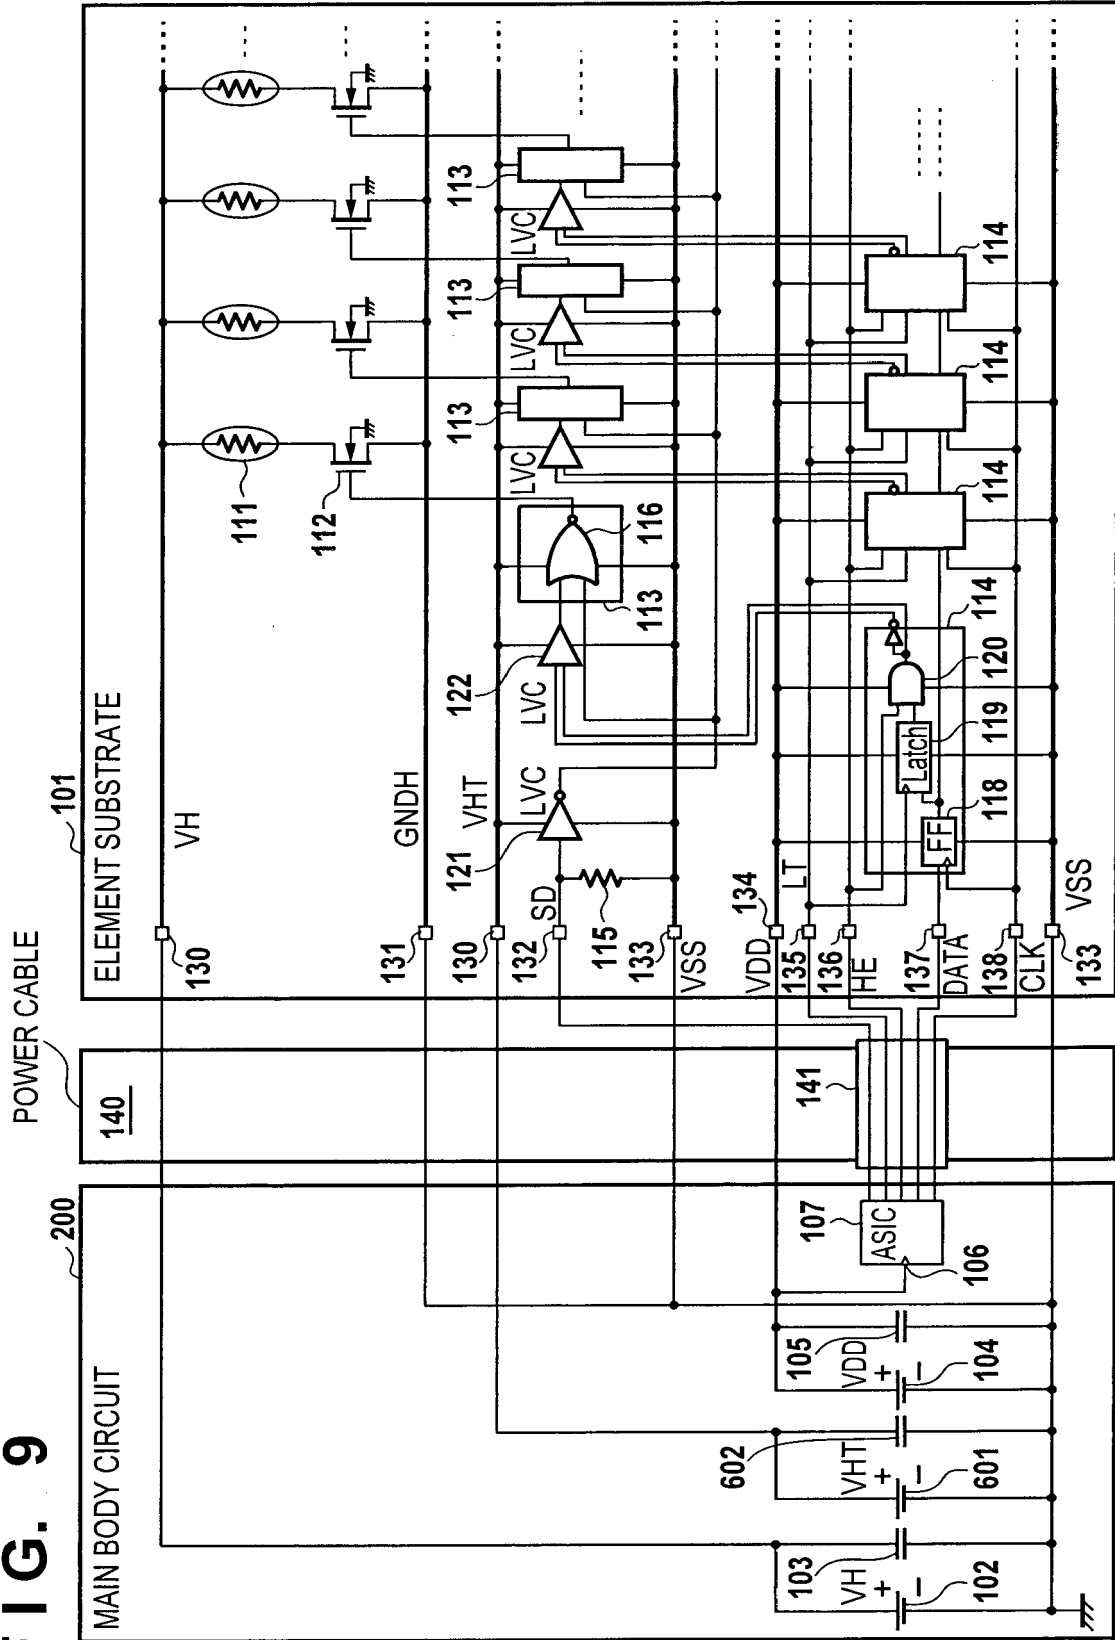 FIG. 9
POWER CABLE
200
MAIN BODY CIRCUIT
140
101
ELEMENT SUBSTRATE
VH
130
111
112
GNDH
131
VHT
130
121
LVC
122
LVC
LVC
LVC
LVC
113
113
113
113
116
SD
132
115
133
VSS
VDD
134
135
LT
136
HE
137
DATA
138
CLK
133
VSS
FF
118
Latch
119
120
114
114
114
114
141
107
ASIC
106
105
VDD
+
−
104
602
VHT
+
−
601
103
VH
+
−
102